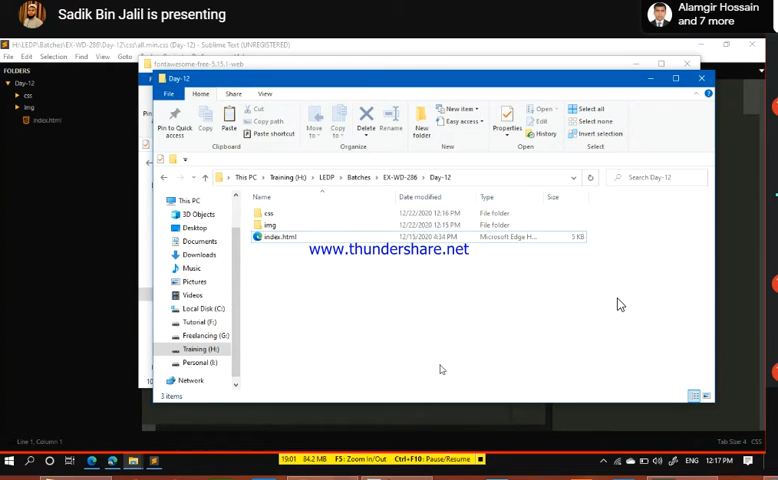 Sadik Bin Jalil is presenting
Alamgir Hossain
and 7 more
H:\LEDP\Batches\EX-WD-286\Day-12\css\all.min.css (Day-12) - Sublime Text (UNREGISTERED)
File Edit Selection Find View Goto
fontawesome-free-5.15.1-web
FOLDERS
Day-12
css
img
index.html
Day-12
File Home Share View
Pin to Quick access
Copy
Paste
Cut
Copy path
Paste shortcut
Clipboard
Move to
Copy to
Delete
Rename
Organize
New folder
New item
Easy access
New
Properties
Open
Edit
History
Open
Select all
Select none
Invert selection
Select
This PC > Training (H:) > LEDP > Batches > EX-WD-286 > Day-12
Search Day-12
Name Date modified Type Size
css 12/22/2020 12:16 PM File folder
img 12/22/2020 12:15 PM File folder
index.html 12/15/2020 4:34 PM Microsoft Edge H... 5 KB
www.thundershare.net
This PC
3D Objects
Desktop
Documents
Downloads
Music
Pictures
Videos
Local Disk (C:)
Tutorial (F:)
Freelancing (G:)
Training (H:)
Personal (I:)
Network
3 items
Line 1, Column 1
Tab Size 4 CSS
19:01 84.2 MB F5: Zoom In/Out Ctrl+F10: Pause/Resume
ENG 12:17 PM